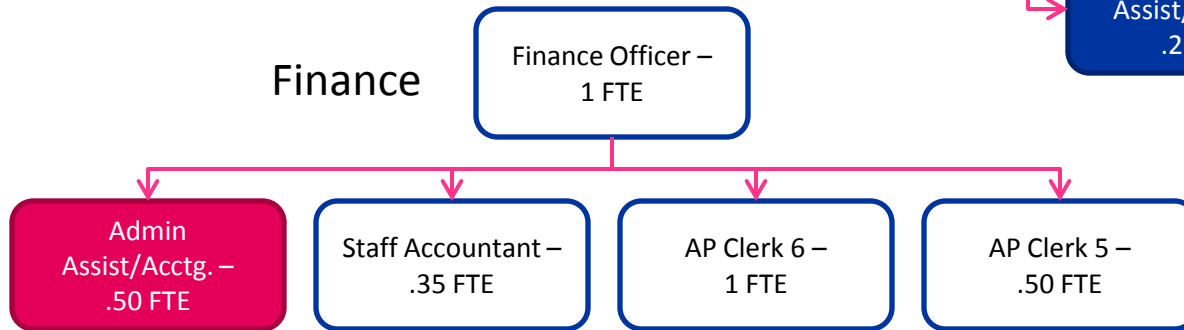 Assist/
.2
Finance
Finance Officer –
1 FTE
Admin
Assist/Acctg. –
.50 FTE
Staff Accountant –
.35 FTE
AP Clerk 6 –
1 FTE
AP Clerk 5 –
.50 FTE